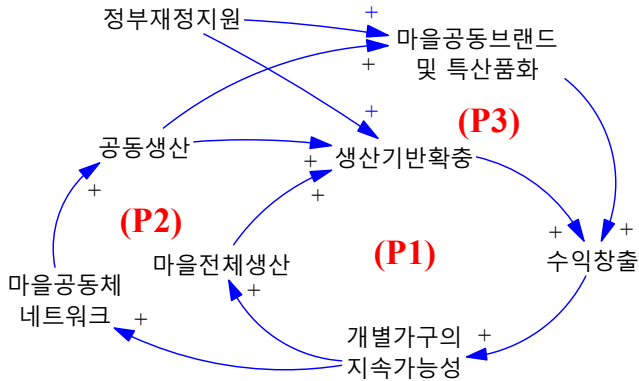 정부재정지원
+
마을공동브랜드
및 특산품화
+
+
(P3)
공동생산
+
생산기반확충
+
+
+
(P2)
(P1)
마을전체생산
+
+
+
수익창출
마을공동체
네트워크
+
개별가구의
지속가능성
+